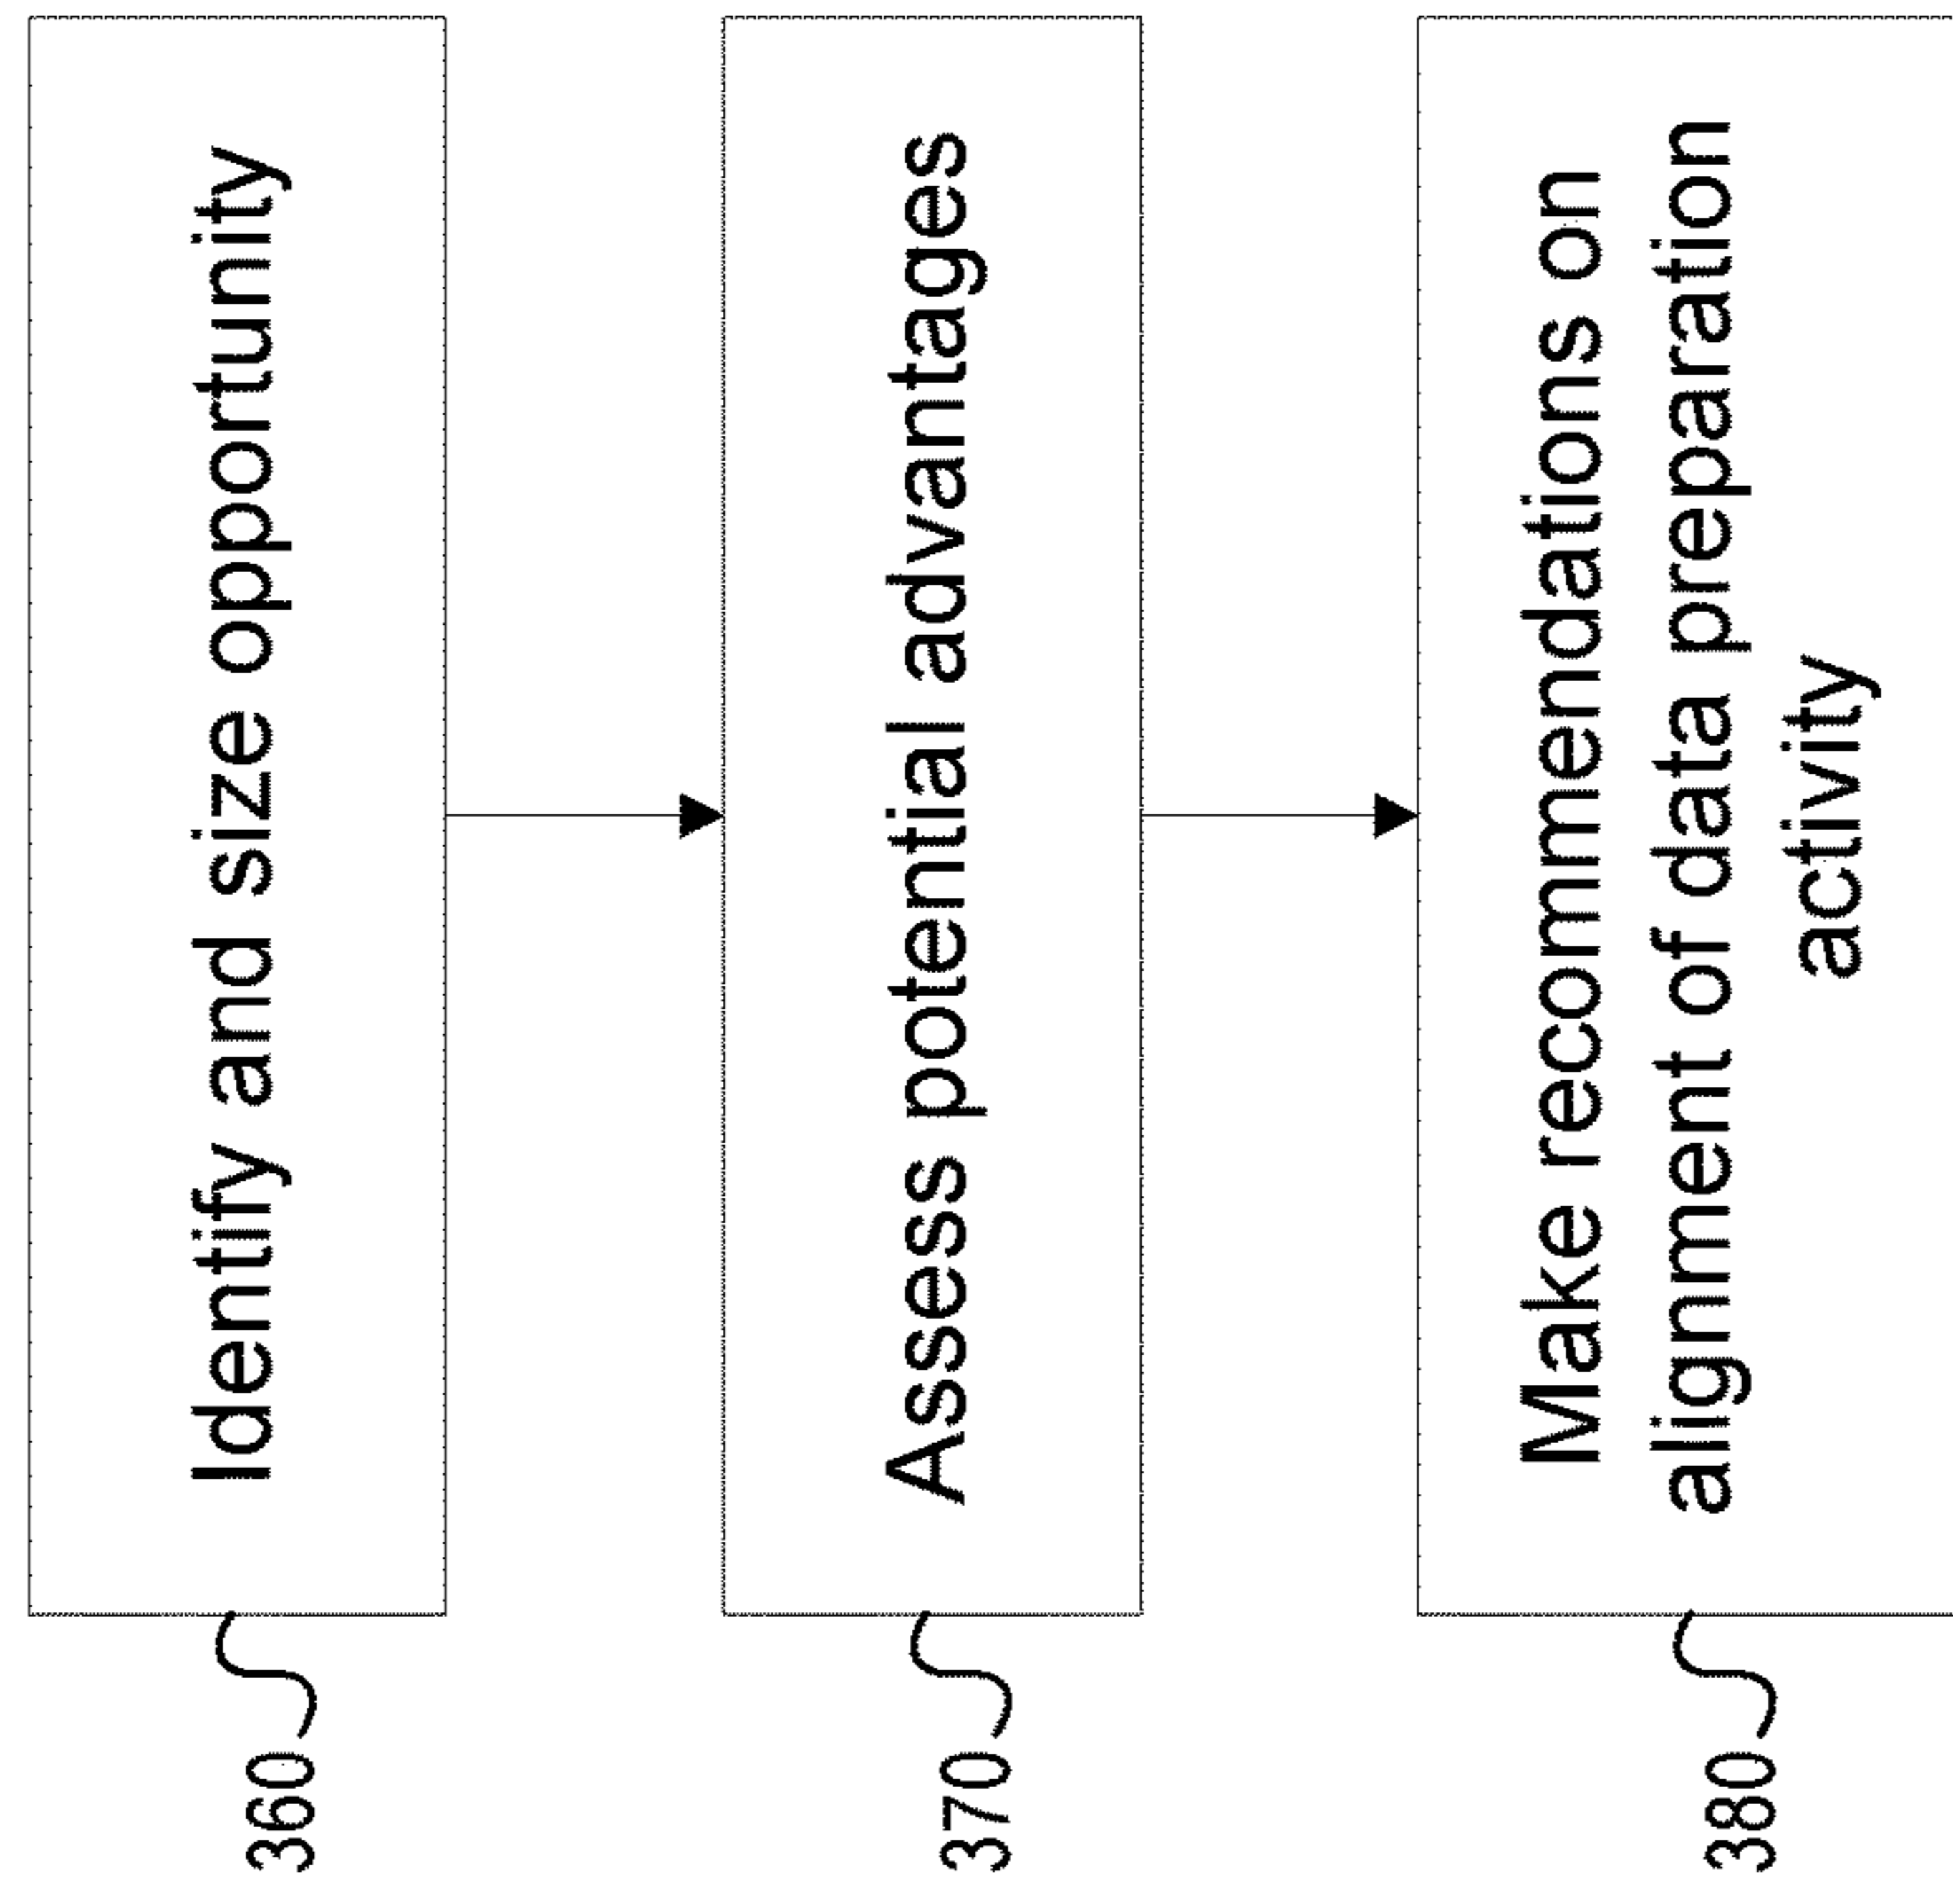 360
Identify and size opportunity
370
Assess potential advantages
380
Make recommendations on
alignment of data preparation
activity